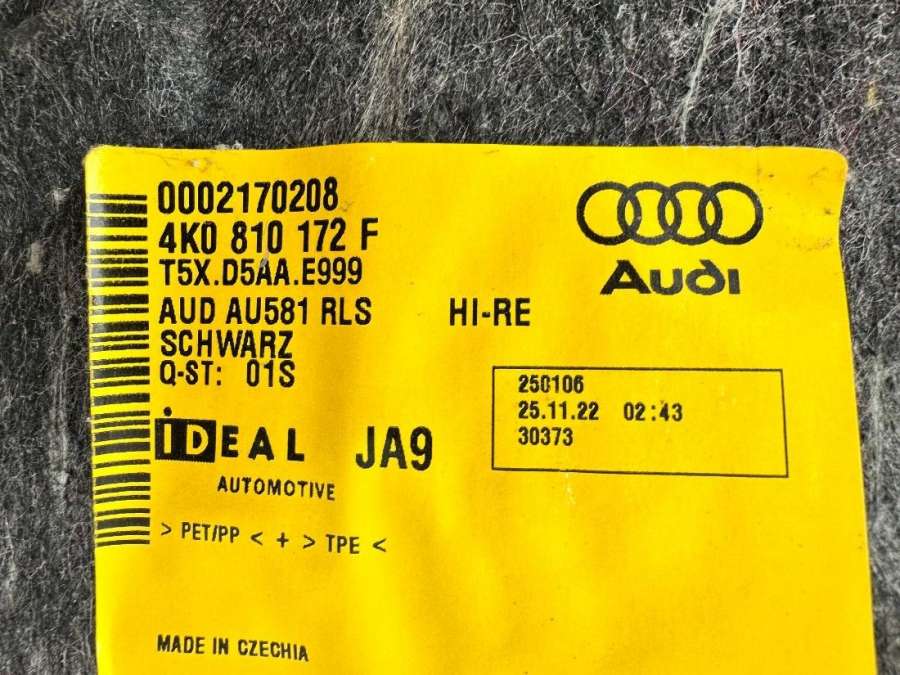 0002170208
4K0 810 172 F
T5X.D5AA.E999
AUD AU581 RLS HI-RE
SCHWARZ
Q-ST: 01S
Audi
250106
25.11.22 02:43
30373
iDEAL JA9
AUTOMOTIVE
> PET/PP < + > TPE <
MADE IN CZECHIA